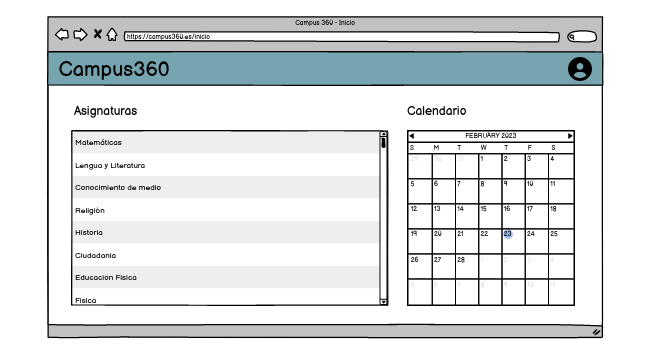 Campus 360 - Inicio
https://campus360.es/inicio
Campus360
Asignaturas
Calendario
Matemáticas
Lengua y Literatura
Conocimiento de medio
Religión
Historia
Ciudadania
Educacion Fisica
Fisica
FEBRUARY 2023
S M T W T F S
29 30 31 1 2 3 4
5 6 7 8 9 10 11
12 13 14 15 16 17 18
19 20 21 22 23 24 25
26 27 28 1 2 3 4
5 6 7 8 9 10 11